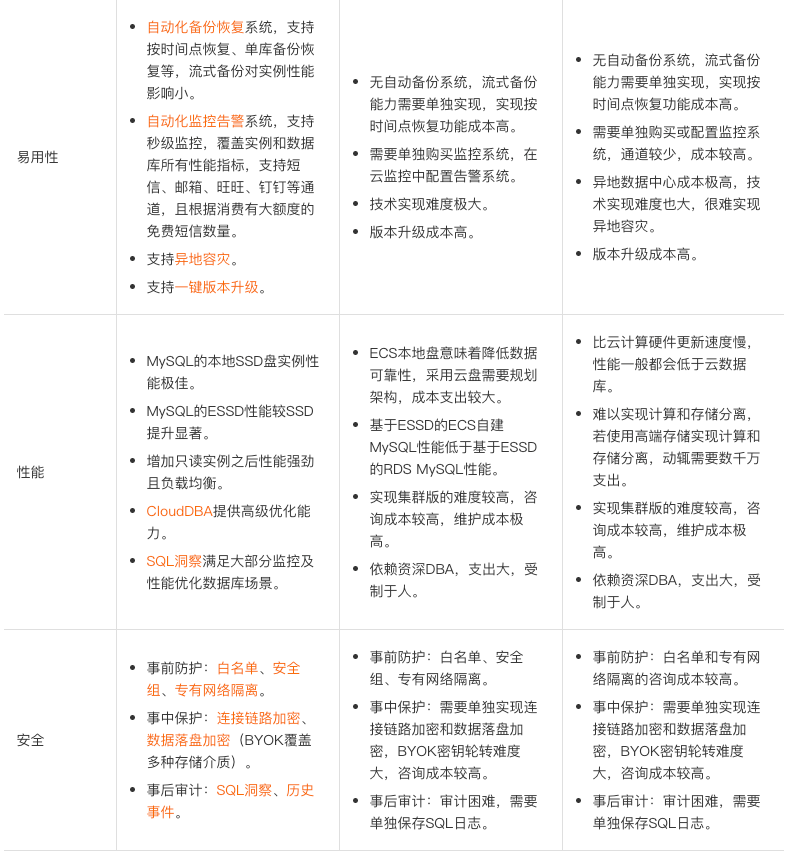 易用性
自动化备份恢复系统，支持
按时间点恢复、单库备份恢
复等，流式备份对实例性能
影响小。
自动化监控告警系统，支持
秒级监控，覆盖实例和数据
库所有性能指标，支持短
信、邮箱、旺旺、钉钉等通
道，且根据消费有大额度的
免费短信数量。
支持异地容灾。
支持一键版本升级。
无自动备份系统，流式备份
能力需要单独实现，实现按
时间点恢复功能成本高。
需要单独购买监控系统，在
云监控中配置告警系统。
技术实现难度极大。
版本升级成本高。
无自动备份系统，流式备份
能力需要单独实现，实现按
时间点恢复功能成本高。
需要单独购买或配置监控系
统，通道较少，成本较高。
异地数据中心成本极高，技
术实现难度也大，很难实现
异地容灾。
版本升级成本高。
性能
MySQL的本地SSD盘实例性
能极佳。
MySQL的ESSD性能较SSD
提升显著。
增加只读实例之后性能强劲
且负载均衡。
CloudDBA提供高级优化能
力。
SQL洞察满足大部分监控及
性能优化数据库场景。
ECS本地盘意味着降低数据
可靠性，采用云盘需要规划
架构，成本支出较大。
基于ESSD的ECS自建
MySQL性能低于基于ESSD
的RDS MySQL性能。
实现集群版的难度较高，咨
询成本较高，维护成本极
高。
依赖资深DBA，支出大，受
制于人。
比云计算硬件更新速度慢，
性能一般都会低于云数据
库。
难以实现计算和存储分离，
若使用高端存储实现计算和
存储分离，动辄需要数千万
支出。
实现集群版的难度较高，咨
询成本较高，维护成本极
高。
依赖资深DBA，支出大，受
制于人。
安全
事前防护：白名单、安全
组、专有网络隔离。
事中保护：连接链路加密、
数据落盘加密（BYOK覆盖
多种存储介质）。
事后审计：SQL洞察、历史
事件。
事前防护：白名单、安全
组、专有网络隔离。
事中保护：需要单独实现连
接链路加密和数据落盘加
密，BYOK密钥轮转难度
大，咨询成本较高。
事后审计：审计困难，需要
单独保存SQL日志。
事前防护：白名单和专有网
络隔离的咨询成本较高。
事中保护：需要单独实现连
接链路加密和数据落盘加
密，BYOK密钥轮转难度
大，咨询成本较高。
事后审计：审计困难，需要
单独保存SQL日志。